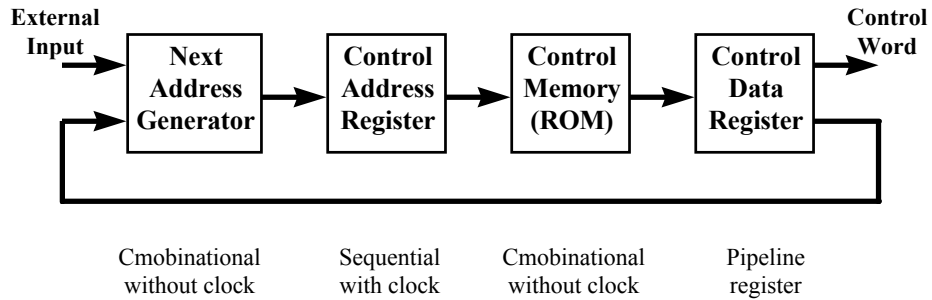 External
Input
Next
Address
Generator
Control
Address
Register
Control
Memory
(ROM)
Control
Data
Register
Control
Word
Cmobinational
without clock
Sequential
with clock
Cmobinational
without clock
Pipeline
register